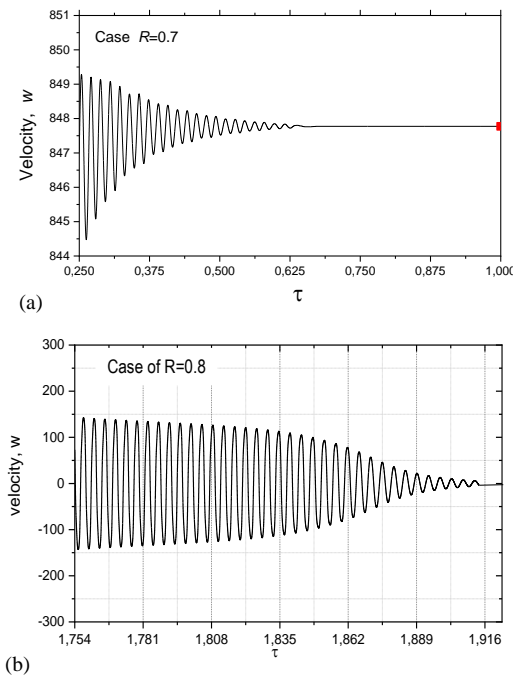 851
Case R=0.7
850
849
848
847
846
845
844
Velocity, w
0,250 0,375 0,500 0,625 0,750 0,875 1,000
τ
(a)
300
Case of R=0.8
200
100
0
-100
-200
-300
velocity, w
1,754 1,781 1,808 1,835 1,862 1,889 1,916
τ
(b)